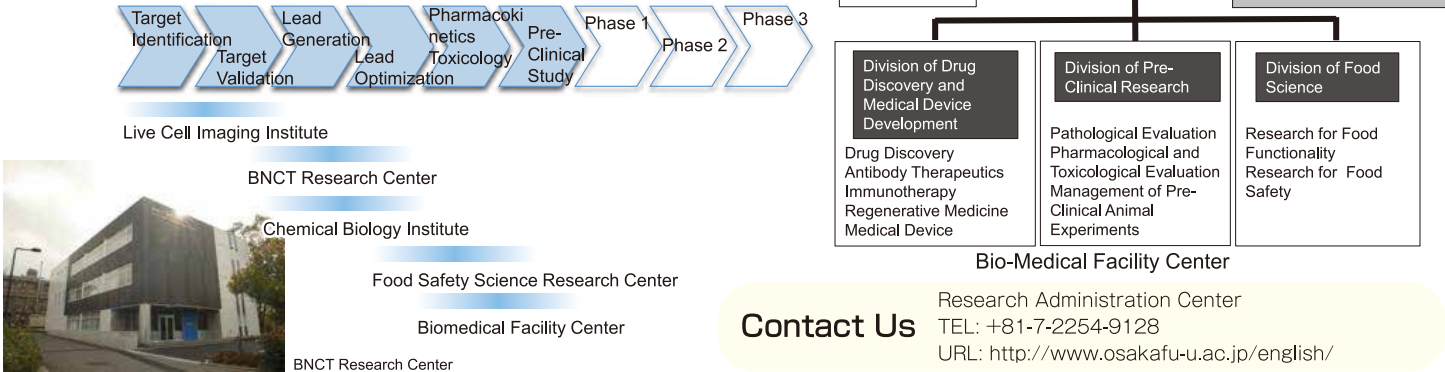 Target
Identification
Target
Validation
Lead
Generation
Lead
Optimization
Pharmacoki
netics
Toxicology
Pre-
Clinical
Study
Phase 1
Phase 2
Phase 3
Live Cell Imaging Institute
BNCT Research Center
Chemical Biology Institute
Food Safety Science Research Center
Biomedical Facility Center
BNCT Research Center
Division of Drug
Discovery and
Medical Device
Development
Drug Discovery
Antibody Therapeutics
Immunotherapy
Regenerative Medicine
Medical Device
Division of Pre-
Clinical Research
Pathological Evaluation
Pharmacological and
Toxicological Evaluation
Management of Pre-
Clinical Animal
Experiments
Division of Food
Science
Research for Food
Functionality
Research for Food
Safety
Bio-Medical Facility Center
Contact Us
Research Administration Center
TEL: +81-7-2254-9128
URL: http://www.osakafu-u.ac.jp/english/